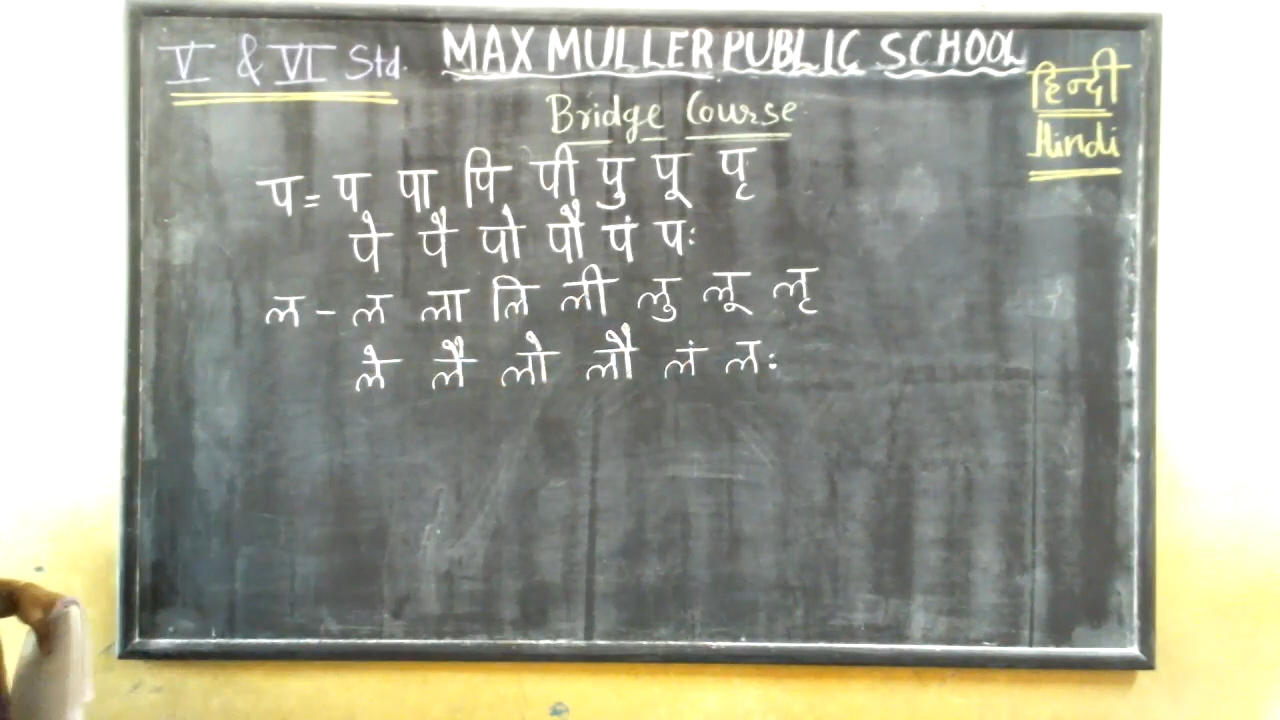 V & VI Std. MAX MULLER PUBLIC SCHOOL
हिन्दी
Bridge Course
Hindi
प = प पा पि पी पु पू पृ
पे पै पो पौ पं पः
ल - ल ला लि ली लु लू लृ
ले लै लो लौ लं लः